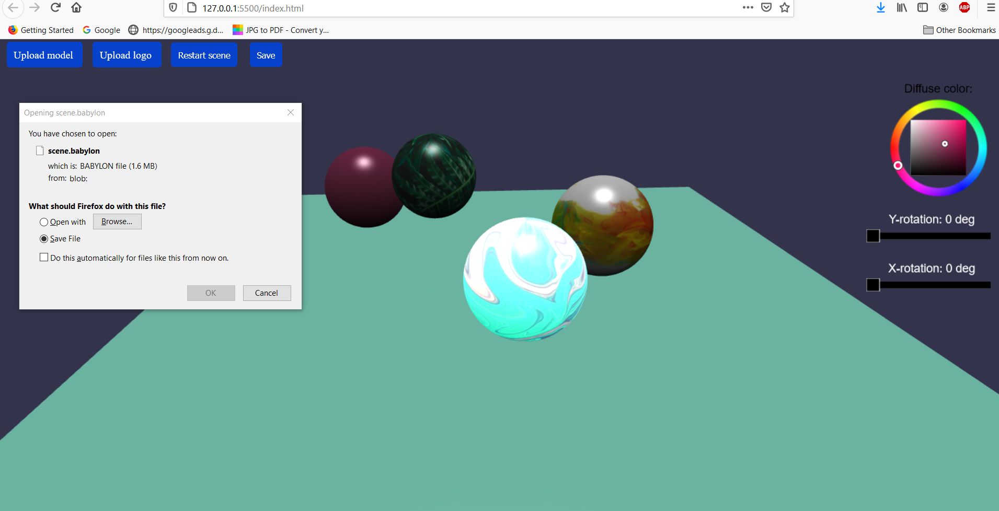 127.0.0.1:5500/index.html
ABP
Getting Started
Google
https://googleads.g.d...
JPG to PDF - Convert y...
Other Bookmarks
Upload model
Upload logo
Restart scene
Save
Diffuse color:
Opening scene.babylon
You have chosen to open:
scene.babylon
which is: BABYLON file (1.6 MB)
from: blob:
What should Firefox do with this file?
Open with
Browse...
Save File
Do this automatically for files like this from now on.
OK
Cancel
Y-rotation: 0 deg
X-rotation: 0 deg